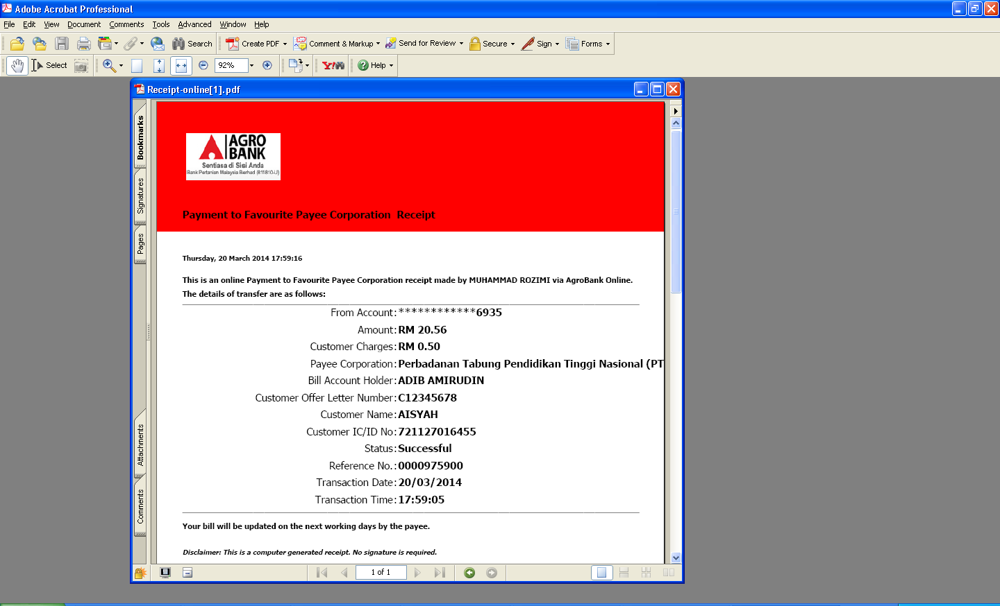 Adobe Acrobat Professional
File Edit View Document Comments Tools Advanced Window Help
Search Create PDF Comment & Markup Send for Review Secure Sign Forms
Select 92% Y! Help
Receipt-online[1].pdf
Bookmarks
Signatures
Pages
Attachments
Comments
AGRO
BANK
Sentiasa di Sisi Anda
Bank Pertanian Malaysia Berhad (811810-U)
Payment to Favourite Payee Corporation Receipt
Thursday, 20 March 2014 17:59:16
This is an online Payment to Favourite Payee Corporation receipt made by MUHAMMAD ROZIMI via AgroBank Online.
The details of transfer are as follows:
From Account:************6935
Amount:RM 20.56
Customer Charges:RM 0.50
Payee Corporation:Perbadanan Tabung Pendidikan Tinggi Nasional (PT
Bill Account Holder:ADIB AMIRUDIN
Customer Offer Letter Number:C12345678
Customer Name:AISYAH
Customer IC/ID No:721127016455
Status:Successful
Reference No.:0000975900
Transaction Date:20/03/2014
Transaction Time:17:59:05
Your bill will be updated on the next working days by the payee.
Disclaimer: This is a computer generated receipt. No signature is required.
1 of 1